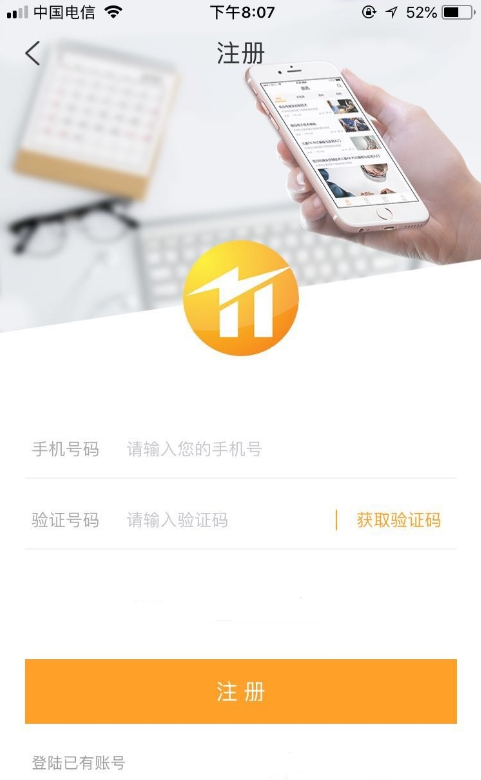 中国电信
下午8:07
52%
注册
手机号码 请输入您的手机号
验证号码 请输入验证码 获取验证码
注 册
登陆已有账号